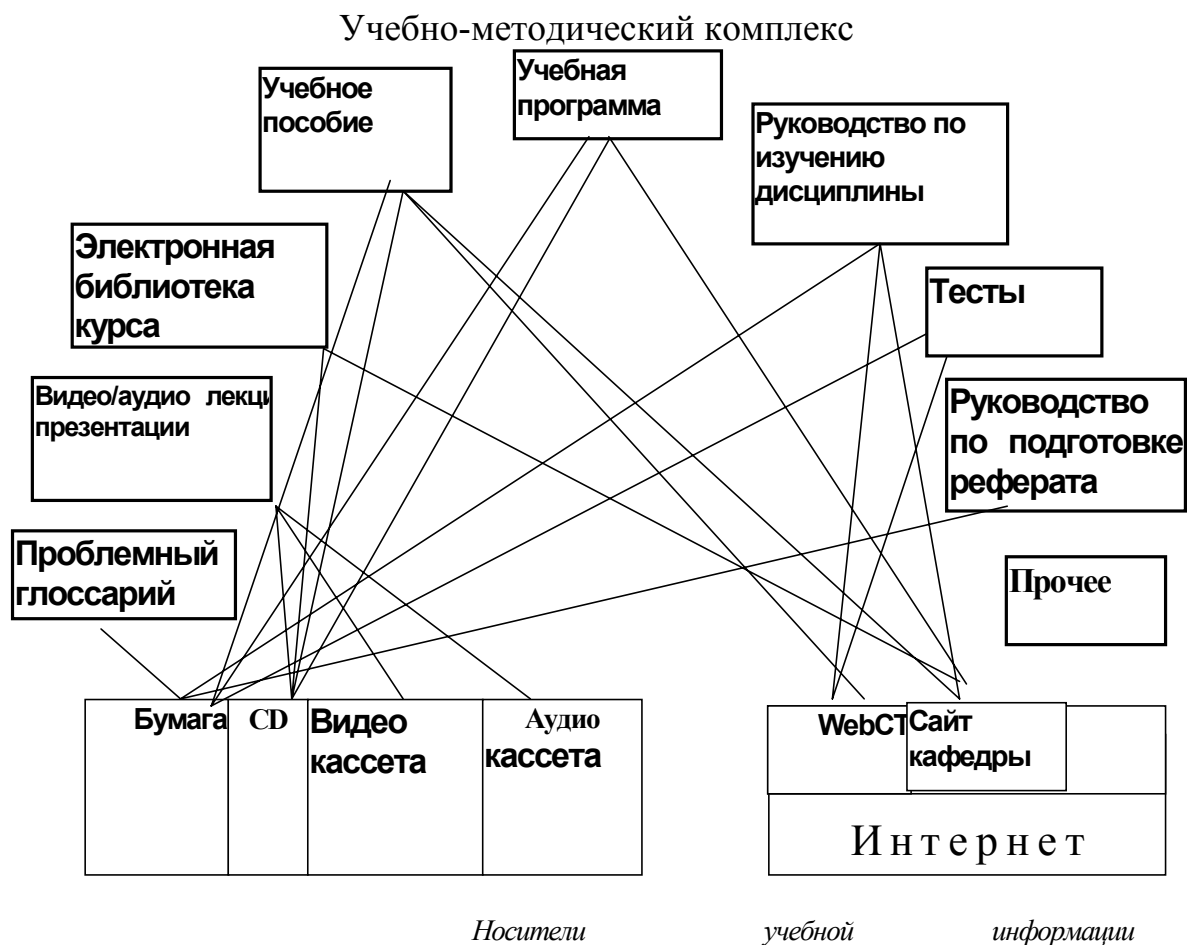 Учебно-методический комплекс
Учебное
пособие
Учебная
программа
Руководство по
изучению
дисциплины
Электронная
библиотека
курса
Тесты
Видео/аудио лекци
презентации
Руководство
по подготовке
реферата
Проблемный
глоссарий
Прочее
Бумага
CD
Видео
кассета
Аудио
кассета
WebCT
Сайт
кафедры
Интернет
Носители учебной информации